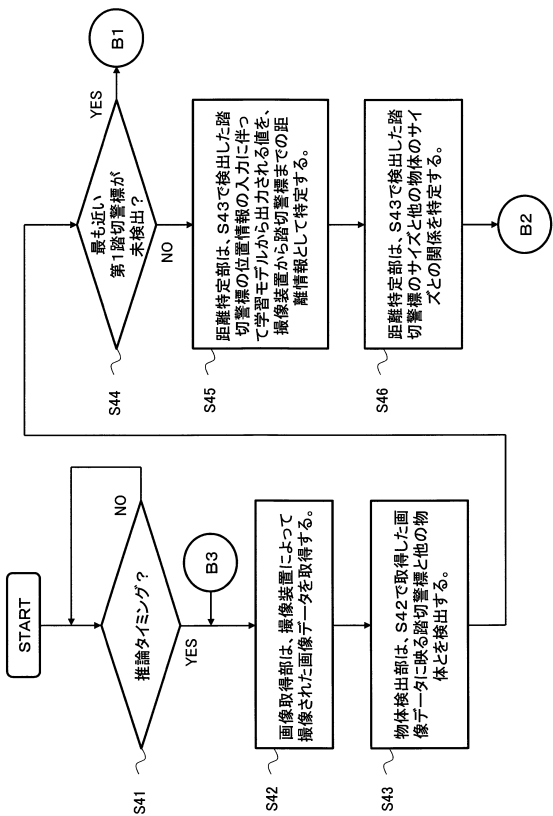 START
推論タイミング？
NO
YES
S41
B3
画像取得部は、撮像装置によって
撮像された画像データを取得する。
S42
物体検出部は、S42で取得した画
像データに映る踏切警標と他の物
体とを検出する。
S43
最も近い
第1踏切警標が
未検出？
YES
B1
NO
S44
距離特定部は、S43で検出した踏
切警標の位置情報の入力に伴っ
て学習モデルから出力される値を、
撮像装置から踏切警標までの距
離情報として特定する。
S45
距離特定部は、S43で検出した踏
切警標のサイズと他の物体のサイ
ズとの関係を特定する。
S46
B2